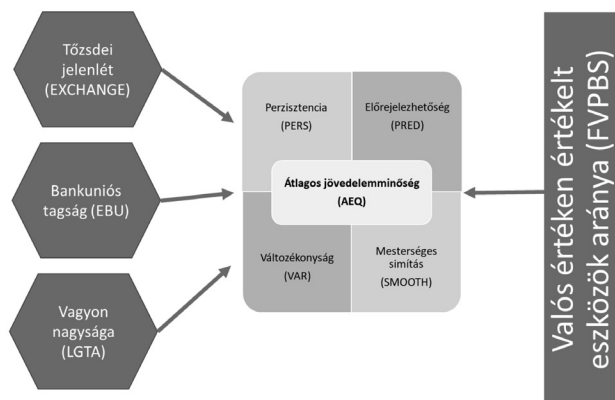 Tőzsdei
jelenlét
(EXCHANGE)
Bankuniós
tagság (EBU)
Vagyon
nagysága
(LGTA)
Perzisztencia
(PERS)
Előrejelezhetőség
(PRED)
Átlagos jövedelemminőség
(AEQ)
Változékonyság
(VAR)
Mesterséges
simítás
(SMOOTH)
Valós értéken értékelt
eszközök aránya (FVPBS)